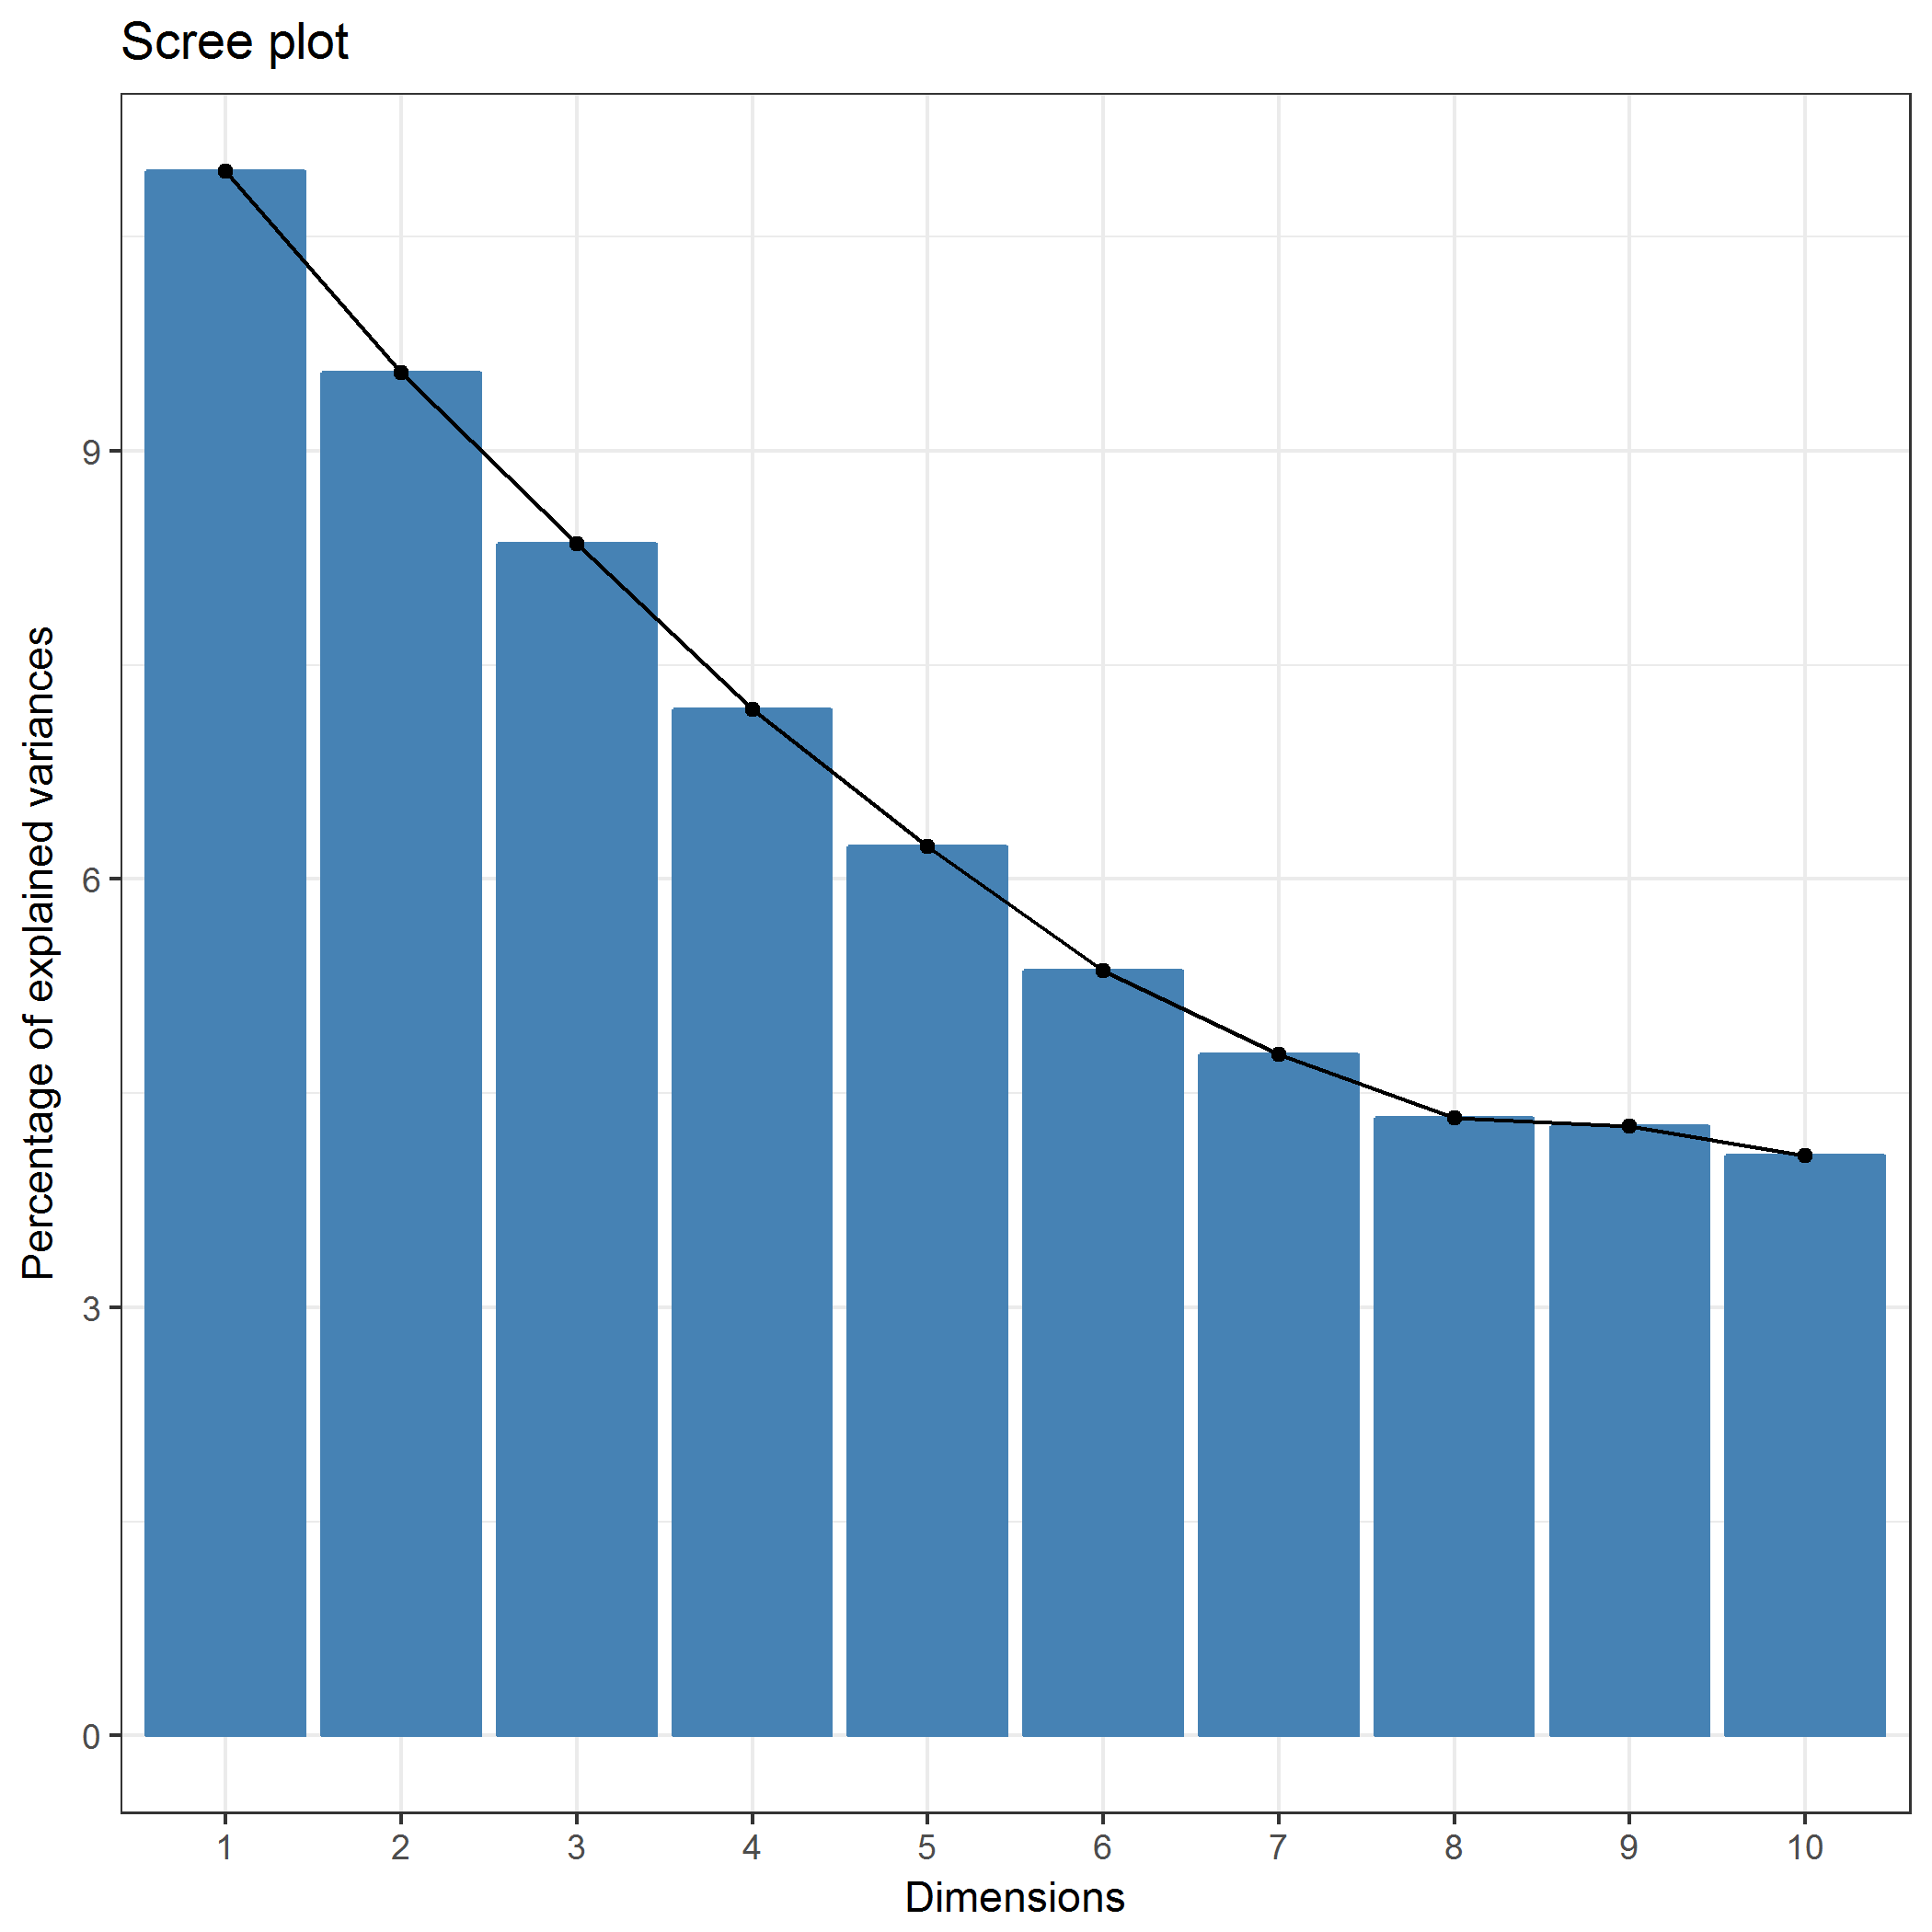 Scree plot
Percentage of explained variances
9
6
3
0
1 2 3 4 5 6 7 8 9 10
Dimensions